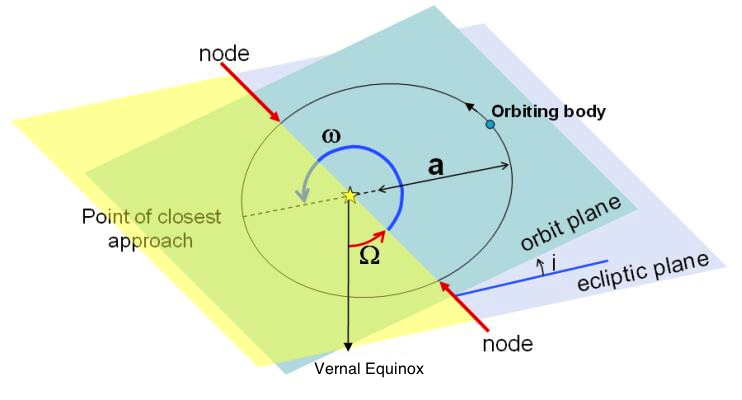 node
Orbiting body
ω
a
Point of closest
approach
Ω
orbit plane
i
ecliptic plane
node
Vernal Equinox